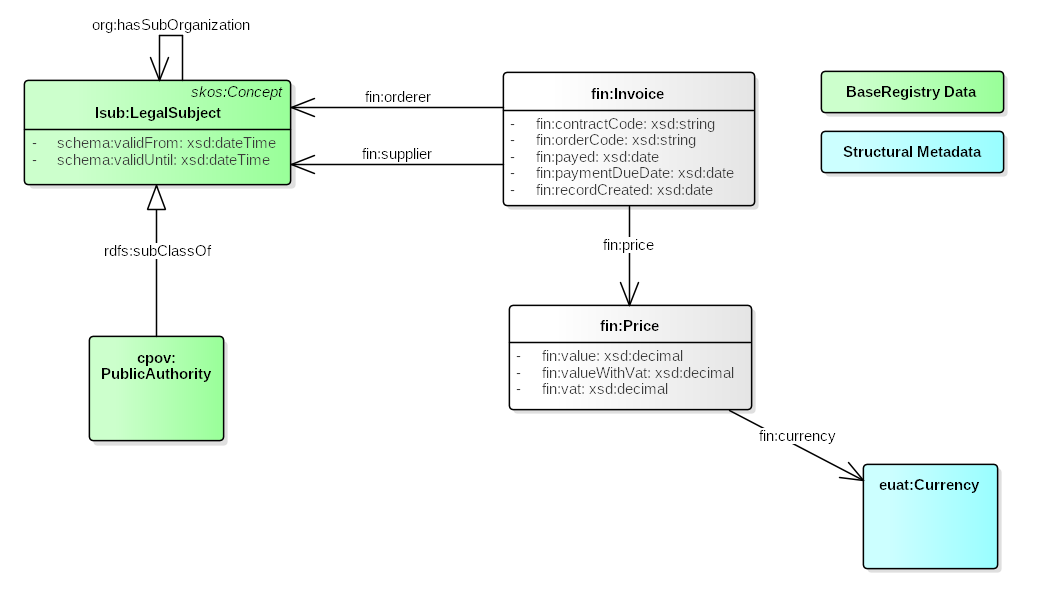 org:hasSubOrganization
skos:Concept
lsub:LegalSubject
- schema:validFrom: xsd:dateTime
- schema:validUntil: xsd:dateTime
fin:orderer
fin:supplier
fin:Invoice
- fin:contractCode: xsd:string
- fin:orderCode: xsd:string
- fin:payed: xsd:date
- fin:paymentDueDate: xsd:date
- fin:recordCreated: xsd:date
BaseRegistry Data
Structural Metadata
rdfs:subClassOf
fin:price
cpov:
PublicAuthority
fin:Price
- fin:value: xsd:decimal
- fin:valueWithVat: xsd:decimal
- fin:vat: xsd:decimal
fin:currency
euat:Currency